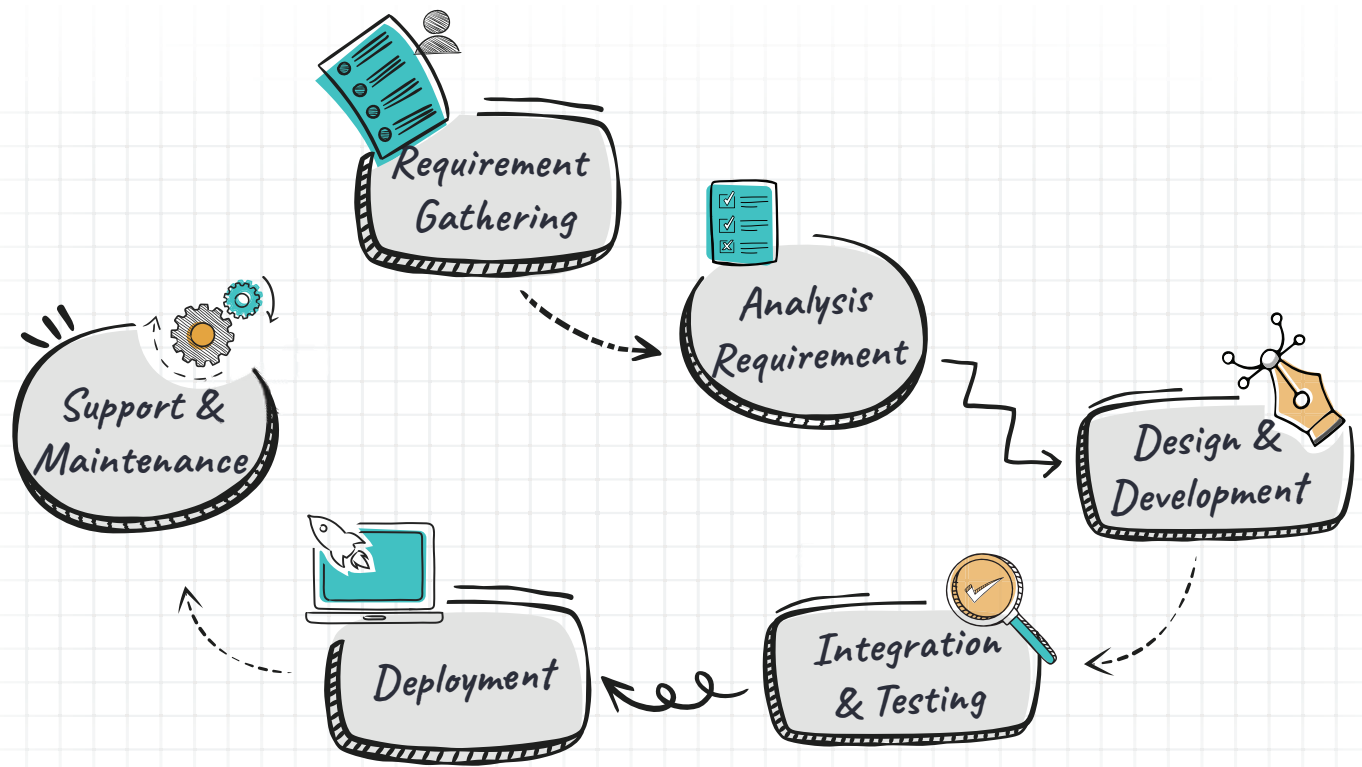 Requirement
Gathering
Analysis
Requirement
Design &
Development
Integration
& Testing
Deployment
Support &
Maintenance